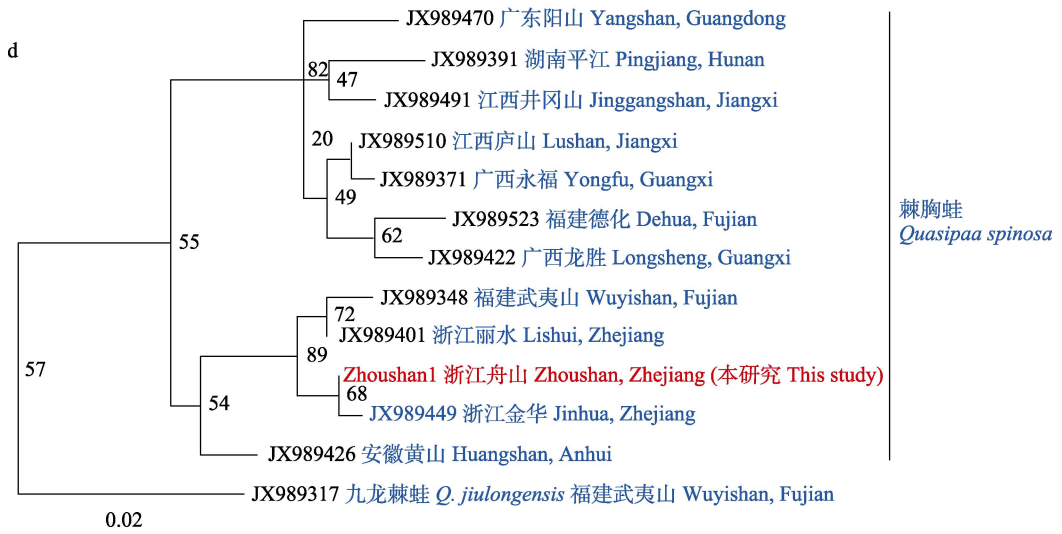 d
JX989470 广东阳山 Yangshan, Guangdong
JX989391 湖南平江 Pingjiang, Hunan
82
47
JX989491 江西井冈山 Jinggangshan, Jiangxi
20
JX989510 江西庐山 Lushan, Jiangxi
JX989371 广西永福 Yongfu, Guangxi
49
JX989523 福建德化 Dehua, Fujian
62
JX989422 广西龙胜 Longsheng, Guangxi
棘胸蛙
Quasipaa spinosa
55
JX989348 福建武夷山 Wuyishan, Fujian
72
JX989401 浙江丽水 Lishui, Zhejiang
89
57
Zhoushan1 浙江舟山 Zhoushan, Zhejiang (本研究 This study)
68
54
JX989449 浙江金华 Jinhua, Zhejiang
JX989426 安徽黄山 Huangshan, Anhui
JX989317 九龙棘蛙 Q. jiulongensis 福建武夷山 Wuyishan, Fujian
0.02